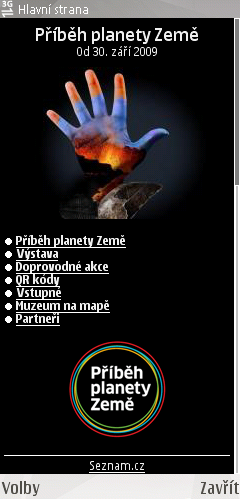 3G
Hlavní strana
Příběh planety Země
Od 30. září 2009
Příběh planety Země
Výstava
Doprovodné akce
QR kódy
Vstupné
Muzeum na mapě
Partneři
Příběh
planety
Země
Seznam.cz
Volby
Zavřít